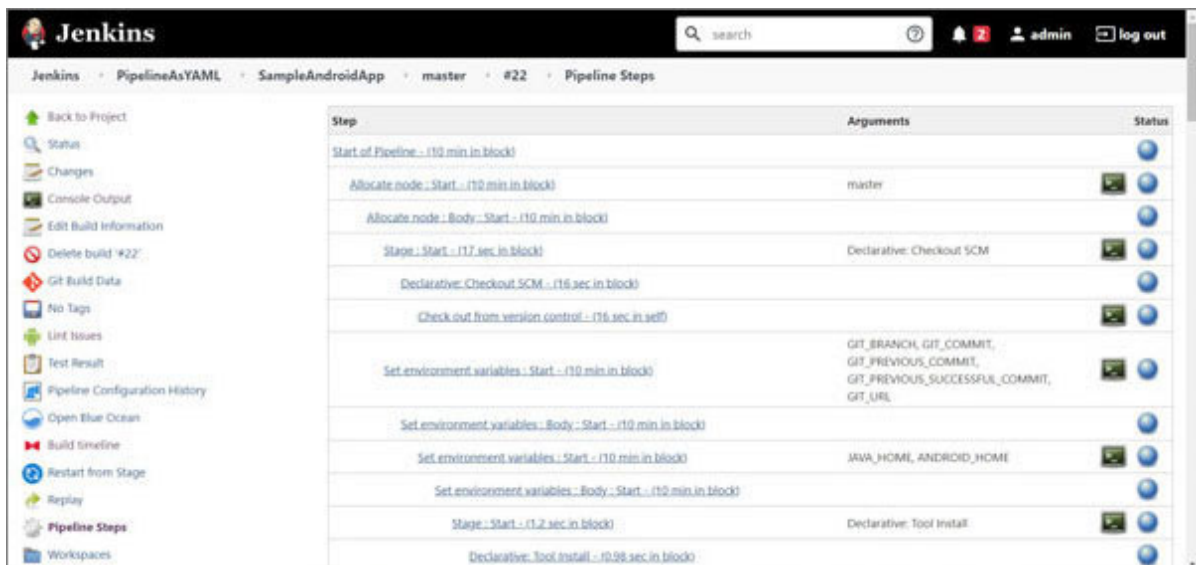 Jenkins
search
2
admin
log out
Jenkins PipelineAsYAML SampleAndroidApp master #22 Pipeline Steps
Back to Project
Status
Changes
Console Output
Edit Build Information
Delete build '#22'
Git Build Data
No Tags
Lint Issues
Test Result
Pipeline Configuration History
Open Blue Ocean
Build timeline
Restart from Stage
Replay
Pipeline Steps
Workspaces
Step Arguments Status
Start of Pipeline - (10 min in block)
Allocate node : Start - (10 min in block) master
Allocate node : Body : Start - (10 min in block)
Stage : Start - (17 sec in block) Declarative: Checkout SCM
Declarative: Checkout SCM - (16 sec in block)
Check out from version control - (16 sec in self)
Set environment variables : Start - (10 min in block)
GIT_BRANCH, GIT_COMMIT,
GIT_PREVIOUS_COMMIT,
GIT_PREVIOUS_SUCCESSFUL_COMMIT,
GIT_URL
Set environment variables : Body : Start - (10 min in block)
Set environment variables : Start - (10 min in block) JAVA_HOME, ANDROID_HOME
Set environment variables : Body : Start - (10 min in block)
Stage : Start - (1.2 sec in block) Declarative: Tool Install
Declarative: Tool Install - (0.98 sec in block)